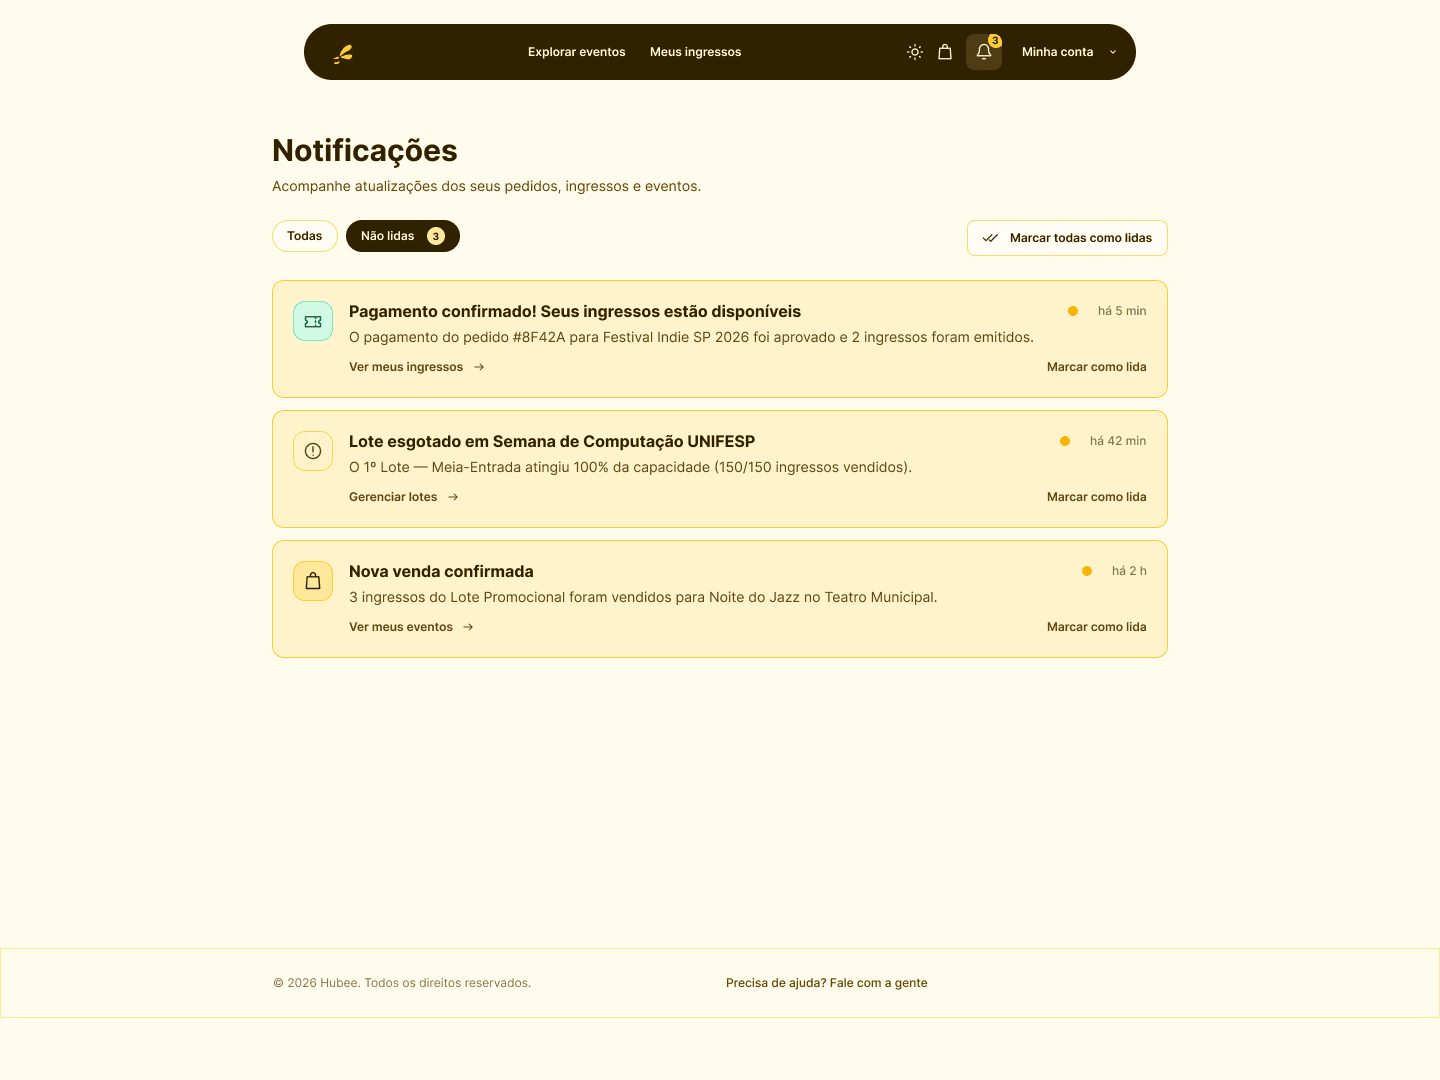 Explorar eventos Meus ingressos 3 Minha conta
Notificações
Acompanhe atualizações dos seus pedidos, ingressos e eventos.
Todas Não lidas 3 Marcar todas como lidas
Pagamento confirmado! Seus ingressos estão disponíveis há 5 min
O pagamento do pedido #8F42A para Festival Indie SP 2026 foi aprovado e 2 ingressos foram emitidos.
Ver meus ingressos → Marcar como lida
Lote esgotado em Semana de Computação UNIFESP há 42 min
O 1º Lote — Meia-Entrada atingiu 100% da capacidade (150/150 ingressos vendidos).
Gerenciar lotes → Marcar como lida
Nova venda confirmada há 2 h
3 ingressos do Lote Promocional foram vendidos para Noite do Jazz no Teatro Municipal.
Ver meus eventos → Marcar como lida
© 2026 Hubee. Todos os direitos reservados. Precisa de ajuda? Fale com a gente